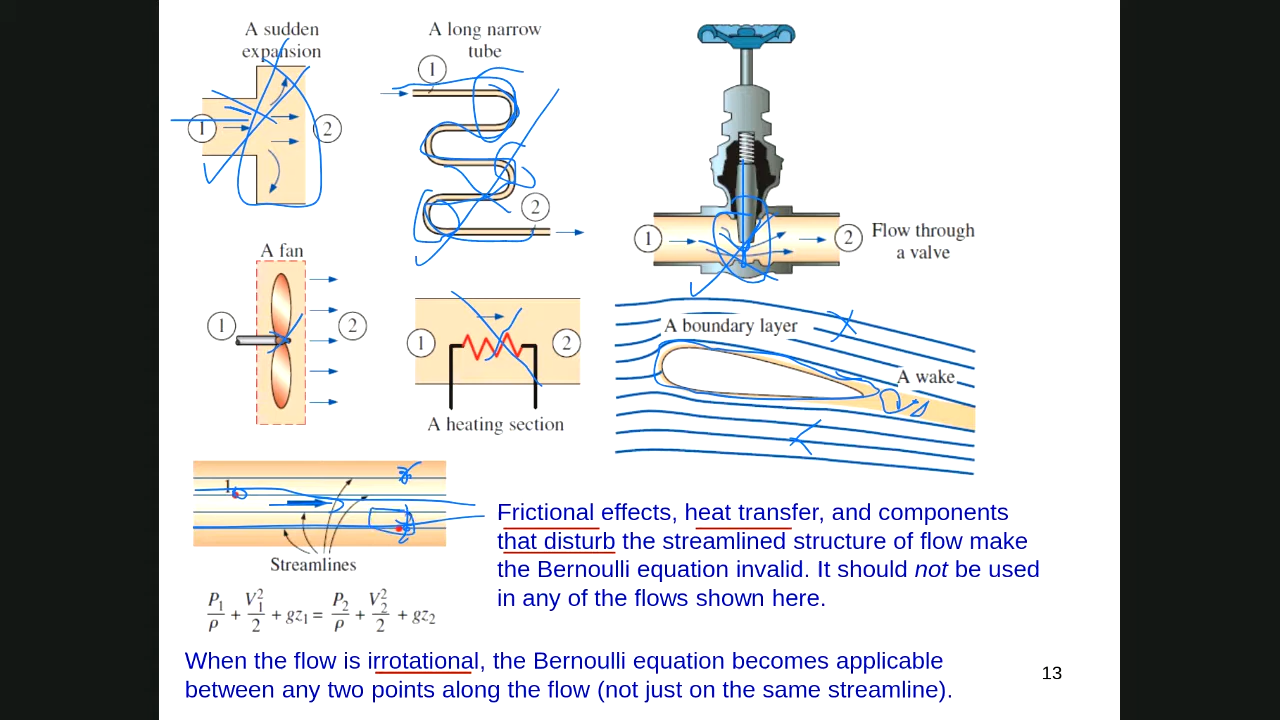 A sudden
expansion
1
2
A long narrow
tube
1
2
1
2
Flow through
a valve
A fan
1
2
1
2
A heating section
A boundary layer
A wake
1
Streamlines
P₁/ρ + V₁²/2 + gz₁ = P₂/ρ + V₂²/2 + gz₂
Frictional effects, heat transfer, and components
that disturb the streamlined structure of flow make
the Bernoulli equation invalid. It should not be used
in any of the flows shown here.
When the flow is irrotational, the Bernoulli equation becomes applicable
between any two points along the flow (not just on the same streamline).
13